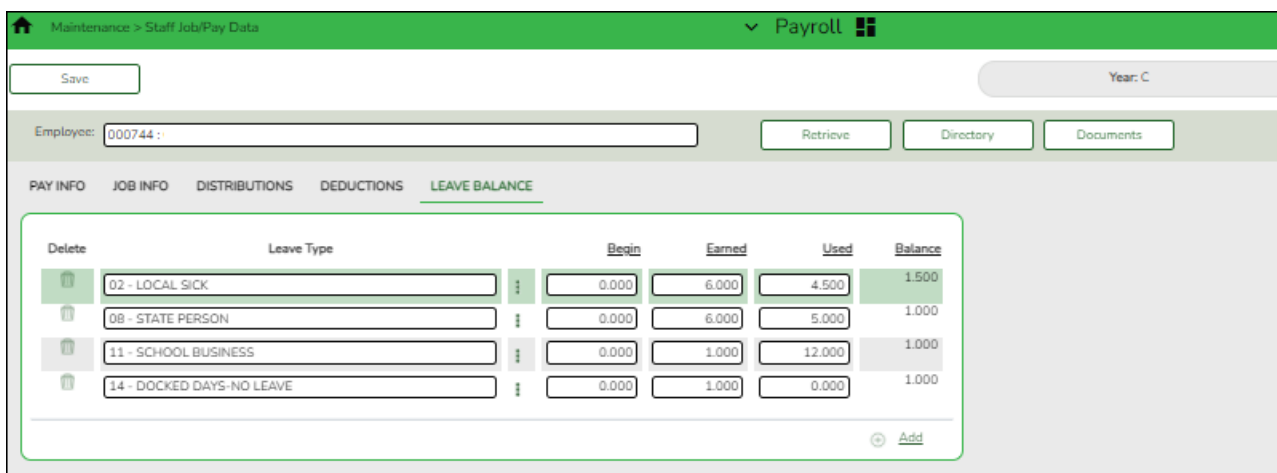 Maintenance > Staff Job/Pay Data Payroll
Save Year: C
Employee: 000744 : Retrieve Directory Documents
PAY INFO JOB INFO DISTRIBUTIONS DEDUCTIONS LEAVE BALANCE
Delete Leave Type Begin Earned Used Balance
02 - LOCAL SICK 0.000 6.000 4.500 1.500
08 - STATE PERSON 0.000 6.000 5.000 1.000
11 - SCHOOL BUSINESS 0.000 1.000 12.000 1.000
14 - DOCKED DAYS-NO LEAVE 0.000 1.000 0.000 1.000
Add